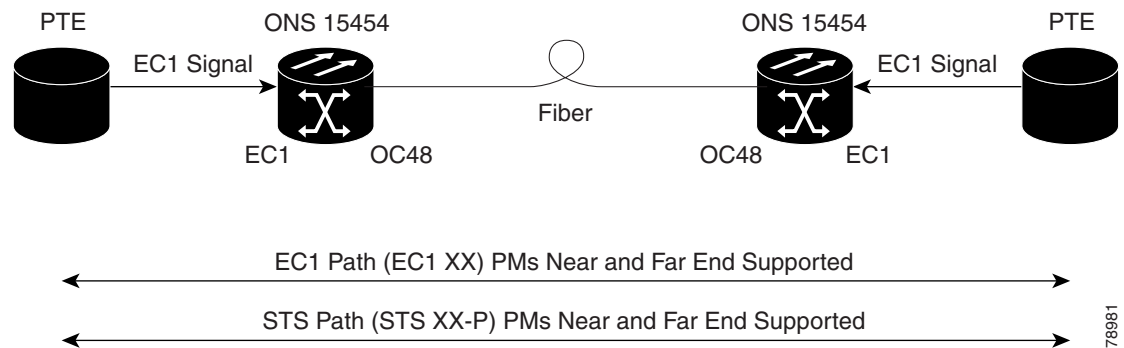 PTE
ONS 15454
ONS 15454
PTE
EC1 Signal
EC1 Signal
Fiber
EC1
OC48
OC48
EC1
EC1 Path (EC1 XX) PMs Near and Far End Supported
STS Path (STS XX-P) PMs Near and Far End Supported
78981